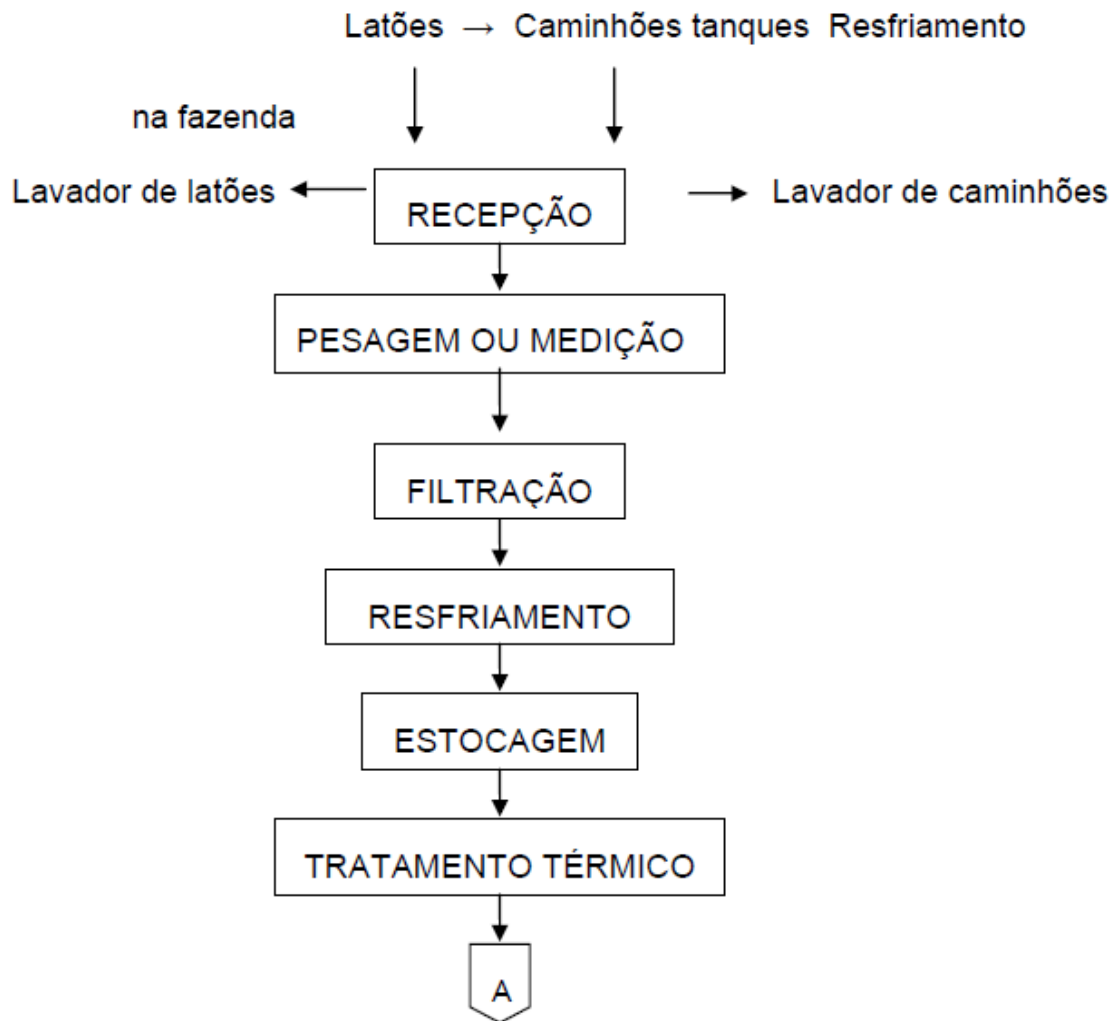 Latões → Caminhões tanques Resfriamento
na fazenda
Lavador de latões
Lavador de caminhões
RECEPÇÃO
PESAGEM OU MEDIÇÃO
FILTRAÇÃO
RESFRIAMENTO
ESTOCAGEM
TRATAMENTO TÉRMICO
A